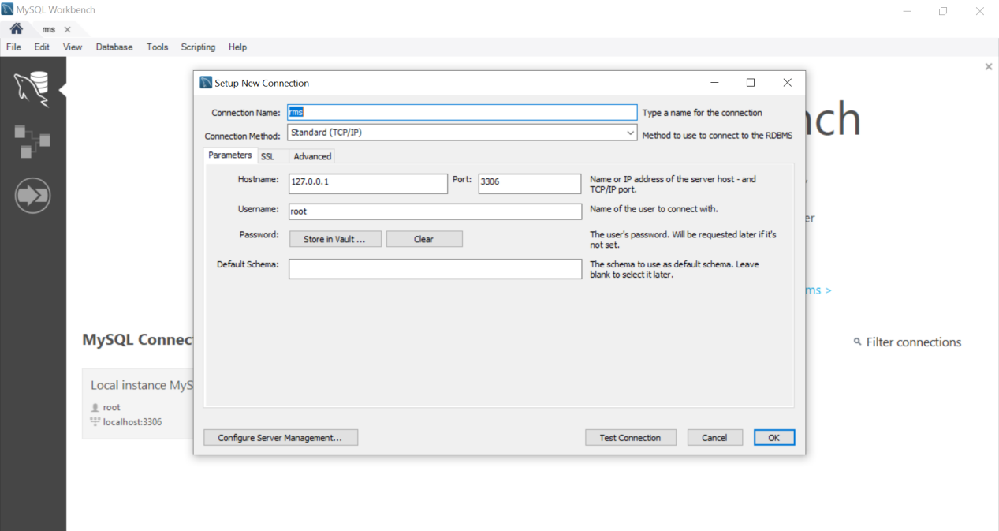 MySQL Workbench
rms
File Edit View Database Tools Scripting Help
Setup New Connection
Connection Name: rms Type a name for the connection
Connection Method: Standard (TCP/IP) Method to use to connect to the RDBMS
Parameters SSL Advanced
Hostname: 127.0.0.1 Port: 3306 Name or IP address of the server host - and
TCP/IP port.
Username: root Name of the user to connect with.
Password: Store in Vault ... Clear The user's password. Will be requested later if it's
not set.
Default Schema: The schema to use as default schema. Leave
blank to select it later.
Configure Server Management... Test Connection Cancel OK
nch
er
ms >
MySQL Connec
Filter connections
Local instance MyS
root
localhost:3306